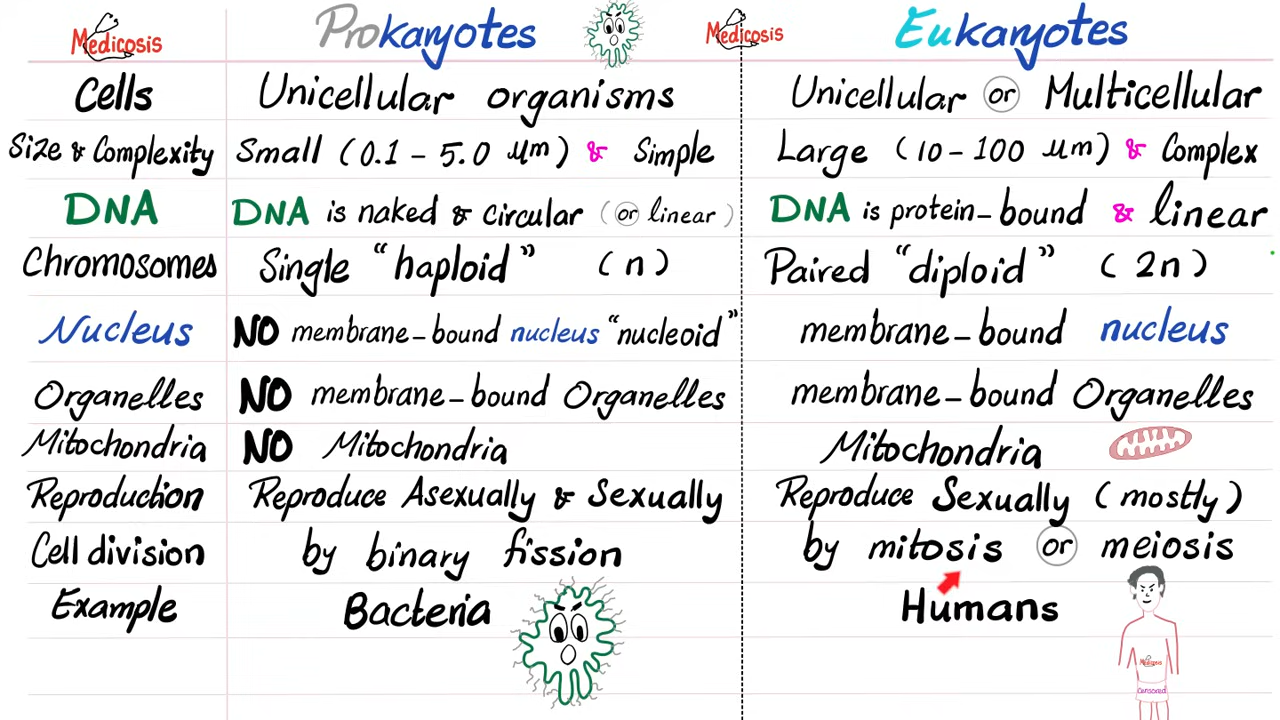 Medicosis Prokaryotes Medicosis Eukaryotes
Cells Unicellular organisms Unicellular or Multicellular
Size & Complexity Small (0.1 - 5.0 µm) & Simple Large (10 - 100 µm) & Complex
DNA DNA is naked & circular (or linear) DNA is protein-bound & linear
Chromosomes Single "haploid" (n) Paired "diploid" (2n)
Nucleus NO membrane-bound nucleus "nucleoid" membrane-bound nucleus
Organelles NO membrane-bound Organelles membrane-bound Organelles
Mitochondria NO Mitochondria Mitochondria
Reproduction Reproduce Asexually & Sexually Reproduce Sexually (mostly)
Cell division by binary fission by mitosis or meiosis
Example Bacteria Humans
Medicosis
Censored